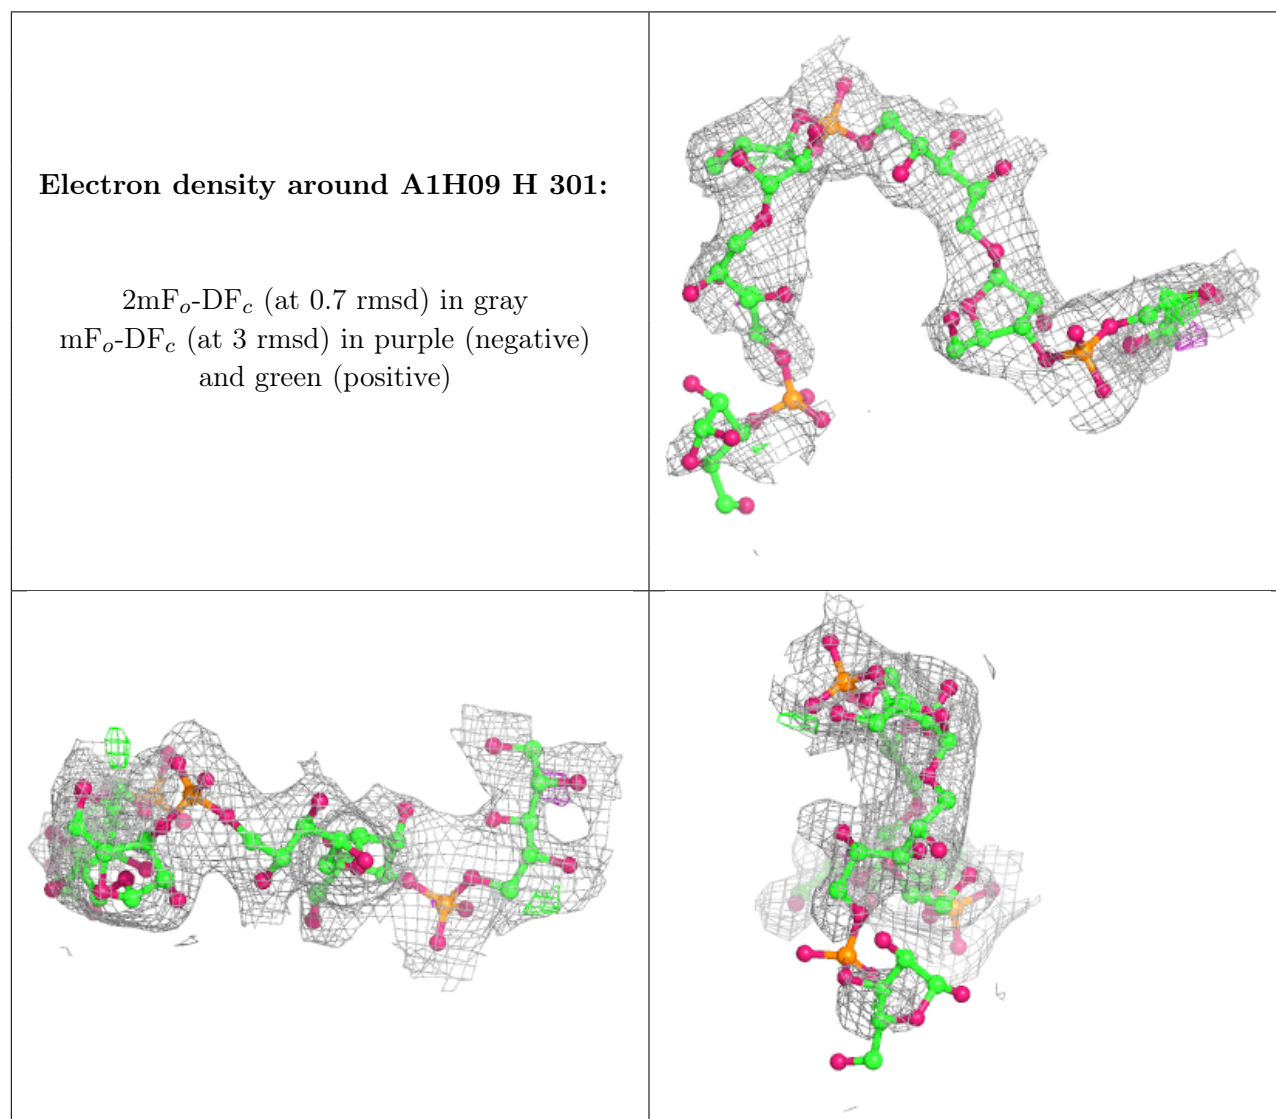 Electron density around A1H09 H 301:
2mFₒ-DF𝒸 (at 0.7 rmsd) in gray
mFₒ-DF𝒸 (at 3 rmsd) in purple (negative)
and green (positive)